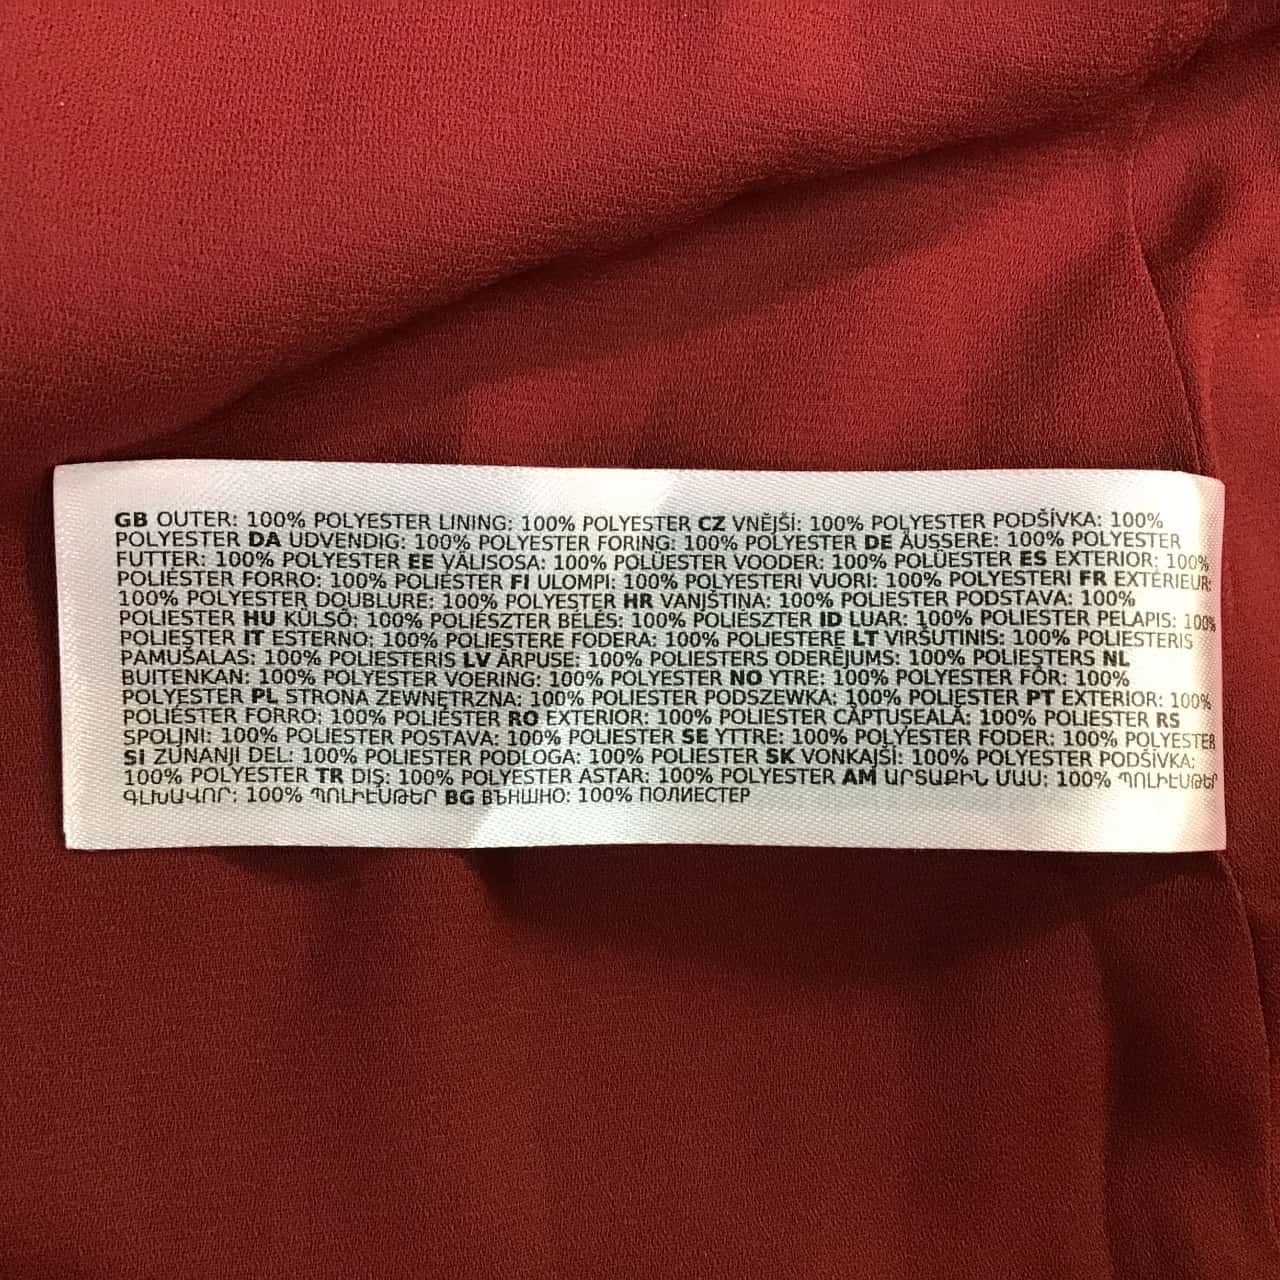 GB OUTER: 100% POLYESTER LINING: 100% POLYESTER CZ VNĚJŠÍ: 100% POLYESTER PODŠÍVKA: 100%
POLYESTER DA UDVENDIG: 100% POLYESTER FORING: 100% POLYESTER DE ÄUSSERE: 100% POLYESTER
FUTTER: 100% POLYESTER EE VÄLISOSA: 100% POLÜESTER VOODER: 100% POLÜESTER ES EXTERIOR: 100%
POLIÉSTER FORRO: 100% POLIÉSTER FI ULOMPI: 100% POLYESTERI VUORI: 100% POLYESTERI FR EXTÉRIEUR:
100% POLYESTER DOUBLURE: 100% POLYESTER HR VANJŠTINA: 100% POLIESTER PODSTAVA: 100%
POLIESTER HU KÜLSŐ: 100% POLIÉSZTER BÉLÉS: 100% POLIÉSZTER ID LUAR: 100% POLIESTER PELAPIS: 100%
POLIESTER IT ESTERNO: 100% POLIESTERE FODERA: 100% POLIESTERE LT VIRŠUTINIS: 100% POLIESTERIS
PAMUŠALAS: 100% POLIESTERIS LV ĀRPUSE: 100% POLIESTERS ODERĒJUMS: 100% POLIESTERS NL
BUITENKAN: 100% POLYESTER VOERING: 100% POLYESTER NO YTRE: 100% POLYESTER FÔR: 100%
POLYESTER PL STRONA ZEWNĘTRZNA: 100% POLIESTER PODSZEWKA: 100% POLIESTER PT EXTERIOR: 100%
POLIÉSTER FORRO: 100% POLIÉSTER RO EXTERIOR: 100% POLIESTER CĂPTUȘEALĂ: 100% POLIESTER RS
SPOLJNI: 100% POLIESTER POSTAVA: 100% POLIESTER SE YTTRE: 100% POLYESTER FODER: 100% POLYESTER
SI ZUNANJI DEL: 100% POLIESTER PODLOGA: 100% POLIESTER SK VONKAJŠI: 100% POLYESTER PODŠÍVKA:
100% POLYESTER TR DIŞ: 100% POLYESTER ASTAR: 100% POLYESTER AM ԱՐՏԱՔԻՆ ՄԱՍ: 100% ՊՈԼԻԷՍԹԵՐ
ԳԼԽԱՎՈՐ: 100% ՊՈԼԻԷՍԹԵՐ BG ВЪНШНО: 100% ПОЛИЕСТЕР